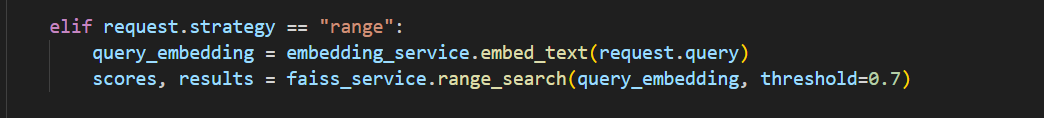 elif request.strategy == "range":
query_embedding = embedding_service.embed_text(request.query)
scores, results = faiss_service.range_search(query_embedding, threshold=0.7)